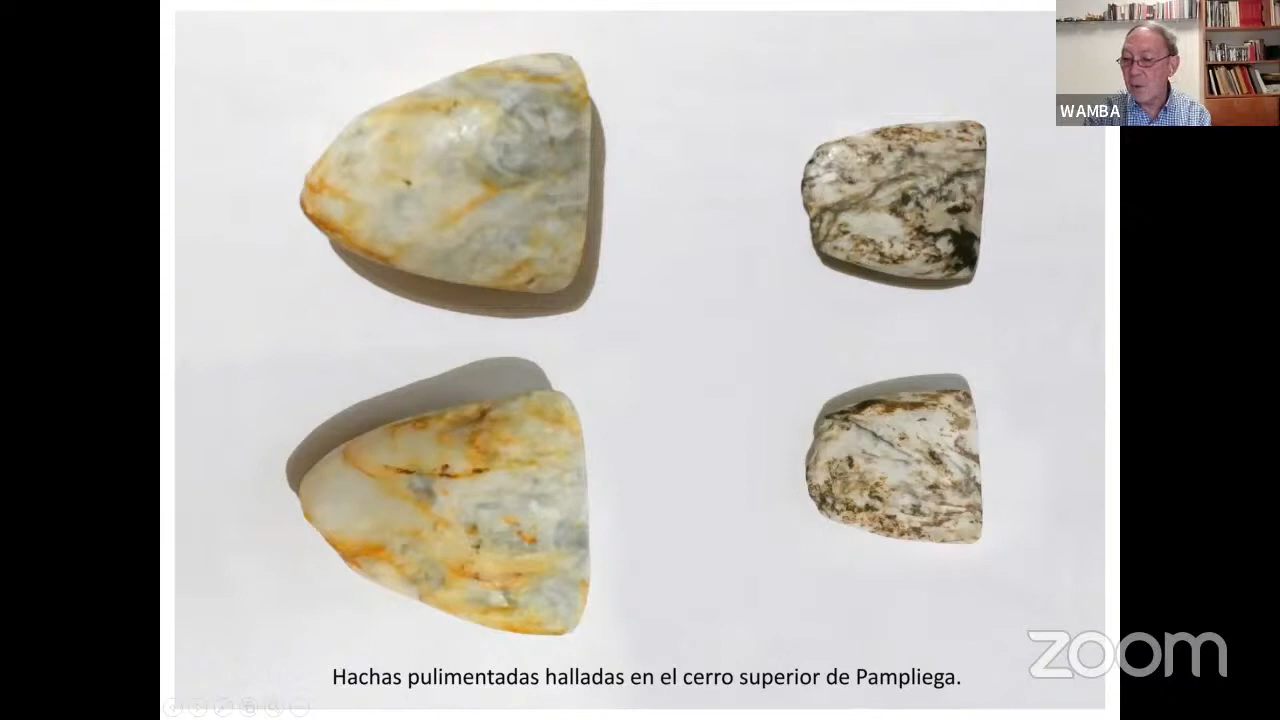 WAMBA
Hachas pulimentadas halladas en el cerro superior de Pampliega.
zoom